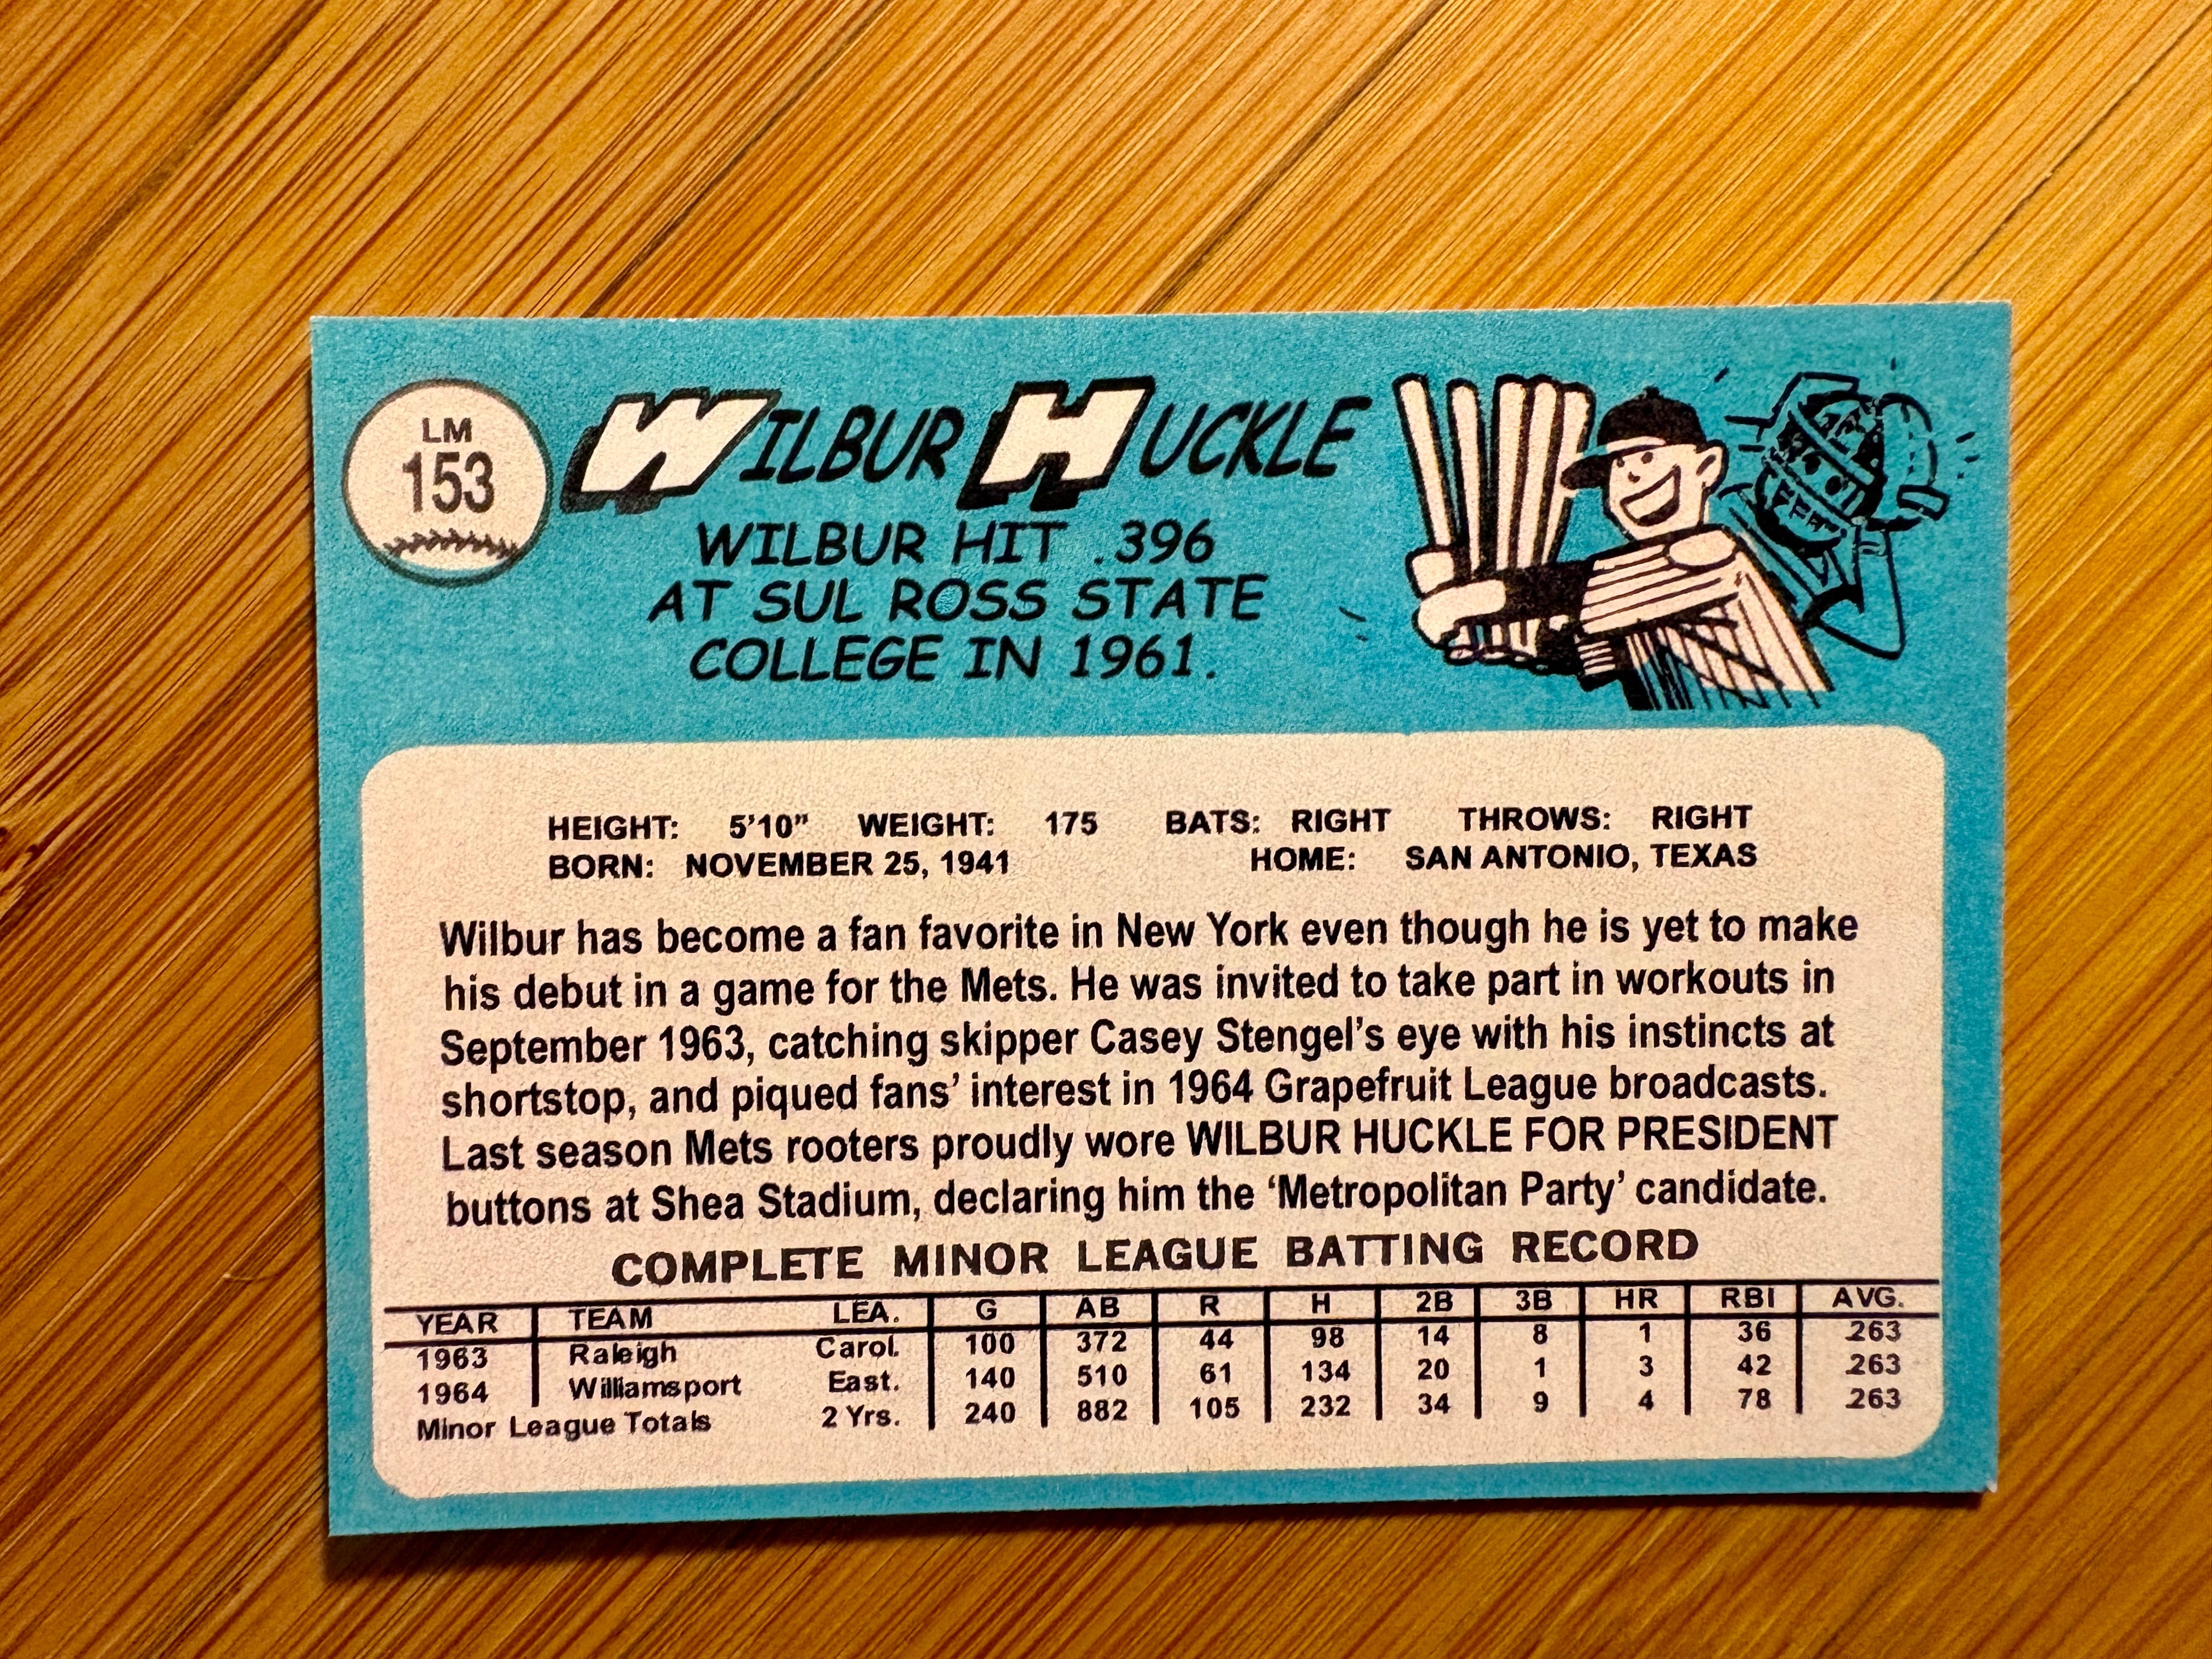 LM
153
WILBUR HUCKLE
WILBUR HIT .396
AT SUL ROSS STATE
COLLEGE IN 1961.
HEIGHT: 5'10” WEIGHT: 175 BATS: RIGHT THROWS: RIGHT
BORN: NOVEMBER 25, 1941 HOME: SAN ANTONIO, TEXAS
Wilbur has become a fan favorite in New York even though he is yet to make
his debut in a game for the Mets. He was invited to take part in workouts in
September 1963, catching skipper Casey Stengel's eye with his instincts at
shortstop, and piqued fans' interest in 1964 Grapefruit League broadcasts.
Last season Mets rooters proudly wore WILBUR HUCKLE FOR PRESIDENT
buttons at Shea Stadium, declaring him the ‘Metropolitan Party’ candidate.
COMPLETE MINOR LEAGUE BATTING RECORD
YEAR TEAM LEA. G AB R H 2B 3B HR RBI AVG.
1963 Raleigh Carol. 100 372 44 98 14 8 1 36 .263
1964 Williamsport East. 140 510 61 134 20 1 3 42 .263
Minor League Totals 2 Yrs. 240 882 105 232 34 9 4 78 .263